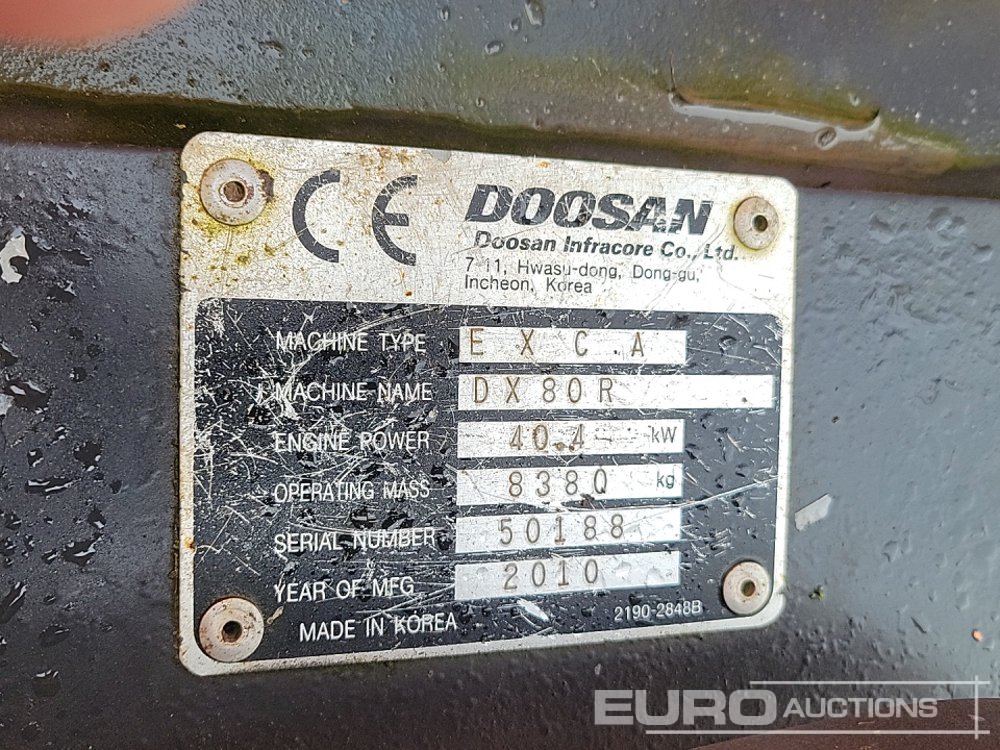 CE DOOSAN
Doosan Infracore Co., Ltd.
7-11, Hwasu-dong, Dong-gu,
Incheon, Korea
MACHINE TYPE EXC.A
MACHINE NAME DX80R
ENGINE POWER 40.4 kW
OPERATING MASS 8380 kg
SERIAL NUMBER 50188
YEAR OF MFG 2010
MADE IN KOREA 2190-2848B
EURO AUCTIONS